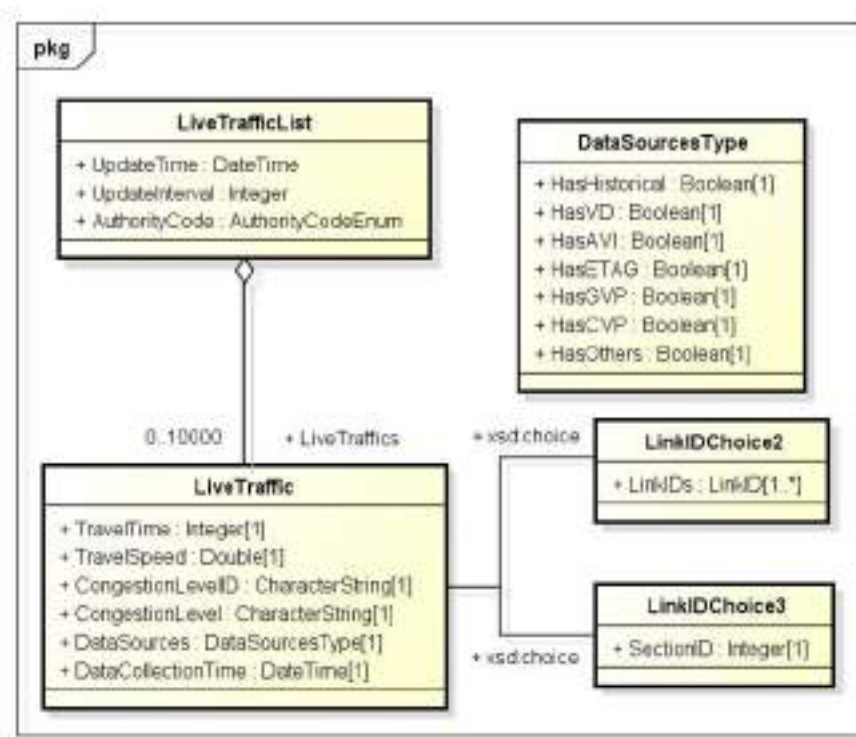 pkg
LiveTrafficList
+ UpdateTime : DateTime
+ UpdateInterval : Integer
+ AuthorityCode : AuthorityCodeEnum
DataSourcesType
+ HasHistorical : Boolean[1]
+ HasVD : Boolean[1]
+ HasAVI : Boolean[1]
+ HasETAG : Boolean[1]
+ HasGVP : Boolean[1]
+ HasCVP : Boolean[1]
+ HasOthers : Boolean[1]
0..10000
+ LiveTraffics
LiveTraffic
+ TravelTime : Integer[1]
+ TravelSpeed : Double[1]
+ CongestionLevelID : CharacterString[1]
+ CongestionLevel : CharacterString[1]
+ DataSources : DataSourcesType[1]
+ DataCollectionTime : DateTime[1]
+ xsd:choice
LinkIDChoice2
+ LinkIDs : LinkID[1..*]
+ xsd:choice
LinkIDChoice3
+ SectionID : Integer[1]